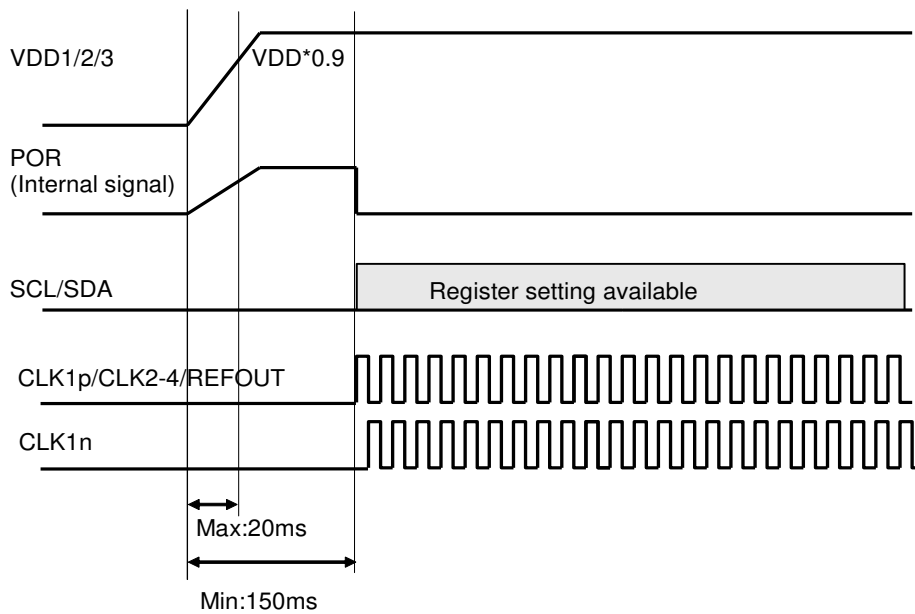 VDD1/2/3
VDD*0.9
POR
(Internal signal)
SCL/SDA
Register setting available
CLK1p/CLK2-4/REFOUT
CLK1n
Max:20ms
Min:150ms